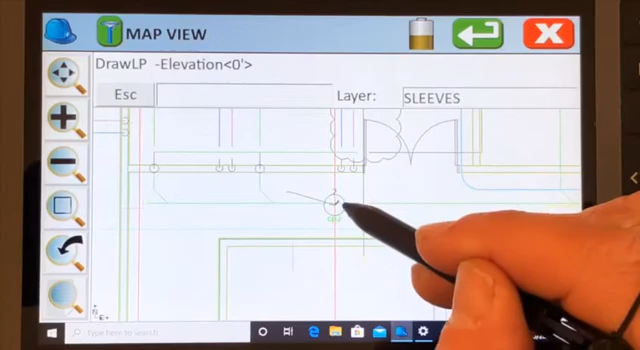 MAP VIEW
DrawLP -Elevation<0'>
Esc
Layer:
SLEEVES
Type here to search